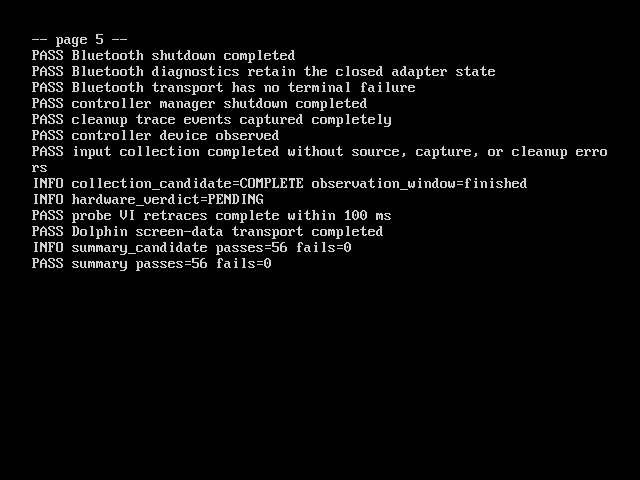 -- page 5 --
PASS Bluetooth shutdown completed
PASS Bluetooth diagnostics retain the closed adapter state
PASS Bluetooth transport has no terminal failure
PASS controller manager shutdown completed
PASS cleanup trace events captured completely
PASS controller device observed
PASS input collection completed without source, capture, or cleanup erro
rs
INFO collection_candidate=COMPLETE observation_window=finished
INFO hardware_verdict=PENDING
PASS probe VI retraces complete within 100 ms
PASS Dolphin screen-data transport completed
INFO summary_candidate passes=56 fails=0
PASS summary passes=56 fails=0